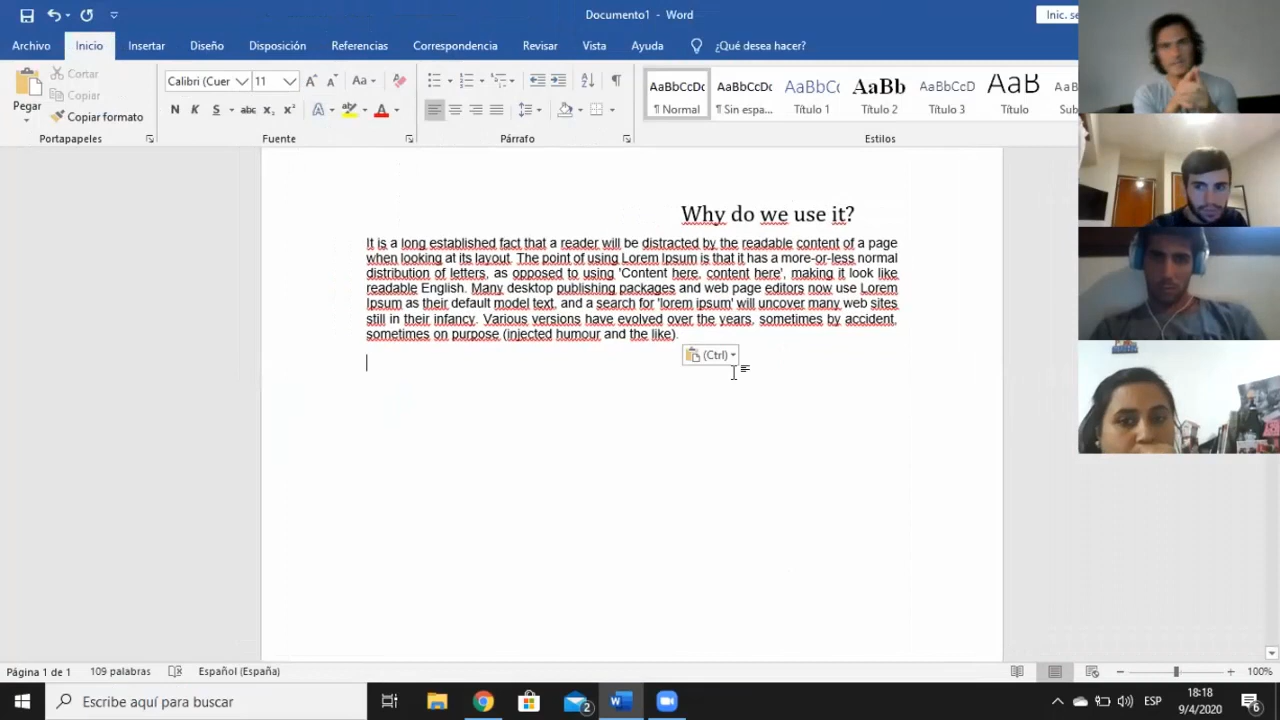 Documento1 - Word
Inic. se
Archivo
Inicio
Insertar
Diseño
Disposición
Referencias
Correspondencia
Revisar
Vista
Ayuda
¿Qué desea hacer?
Pegar
Cortar
Copiar
Copiar formato
Portapapeles
Calibri (Cuer
11
Aa
N K S abc x₂ x²
Fuente
Párrafo
AaBbCcDc
¶ Normal
AaBbCcDc
¶ Sin espa...
AaBbCc
Título 1
AaBb
Título 2
AaBbCcD
Título 3
AaB
Título
Estilos
Why do we use it?
It is a long established fact that a reader will be distracted by the readable content of a page
when looking at its layout. The point of using Lorem Ipsum is that it has a more-or-less normal
distribution of letters, as opposed to using 'Content here, content here', making it look like
readable English. Many desktop publishing packages and web page editors now use Lorem
Ipsum as their default model text, and a search for 'lorem ipsum' will uncover many web sites
still in their infancy. Various versions have evolved over the years, sometimes by accident,
sometimes on purpose (injected humour and the like).
(Ctrl)
Página 1 de 1
109 palabras
Español (España)
100%
Escribe aquí para buscar
2
ESP
18:18
9/4/2020
6